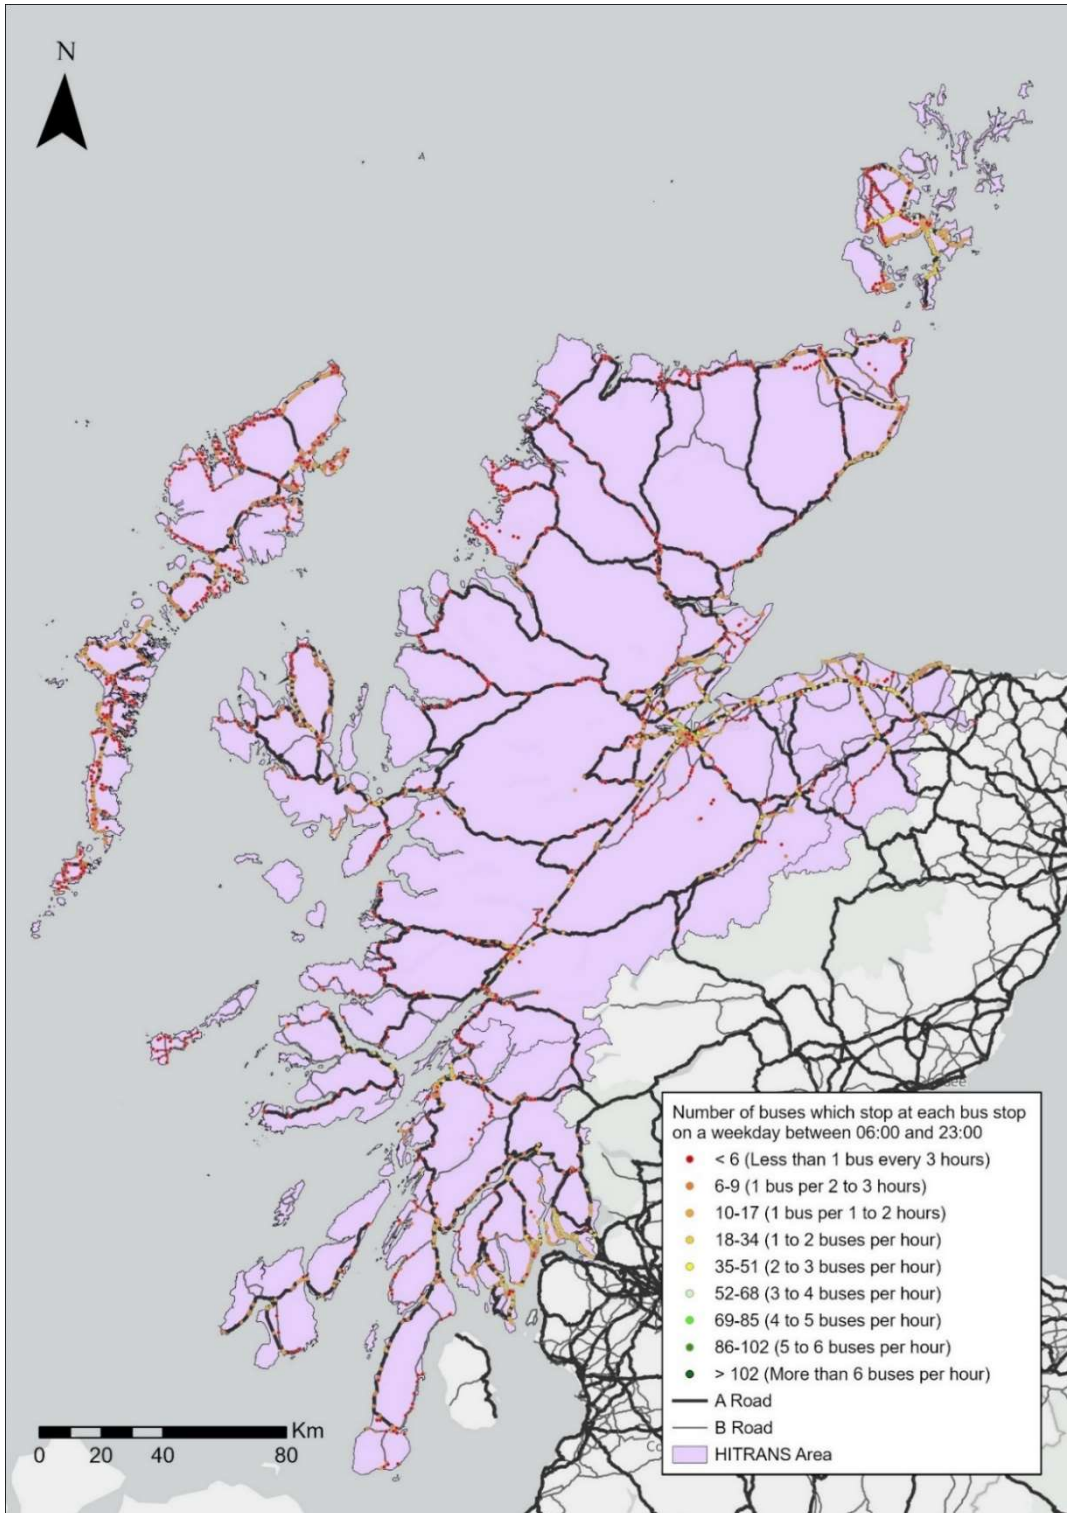 N
Number of buses which stop at each bus stop
on a weekday between 06:00 and 23:00
< 6 (Less than 1 bus every 3 hours)
6-9 (1 bus per 2 to 3 hours)
10-17 (1 bus per 1 to 2 hours)
18-34 (1 to 2 buses per hour)
35-51 (2 to 3 buses per hour)
52-68 (3 to 4 buses per hour)
69-85 (4 to 5 buses per hour)
86-102 (5 to 6 buses per hour)
> 102 (More than 6 buses per hour)
A Road
B Road
HITRANS Area
Km
0 20 40 80